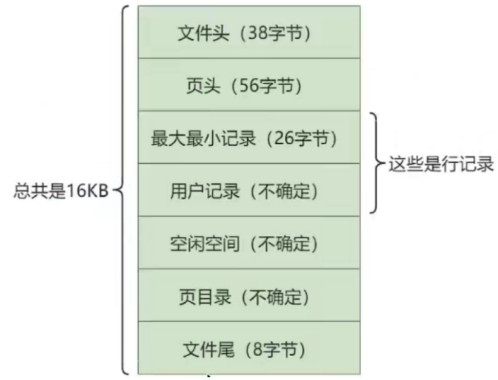 文件头（38字节）
页头（56字节）
最大最小记录（26字节）
这些是行记录
总共是16KB
用户记录（不确定）
空闲空间（不确定）
页目录（不确定）
文件尾（8字节）